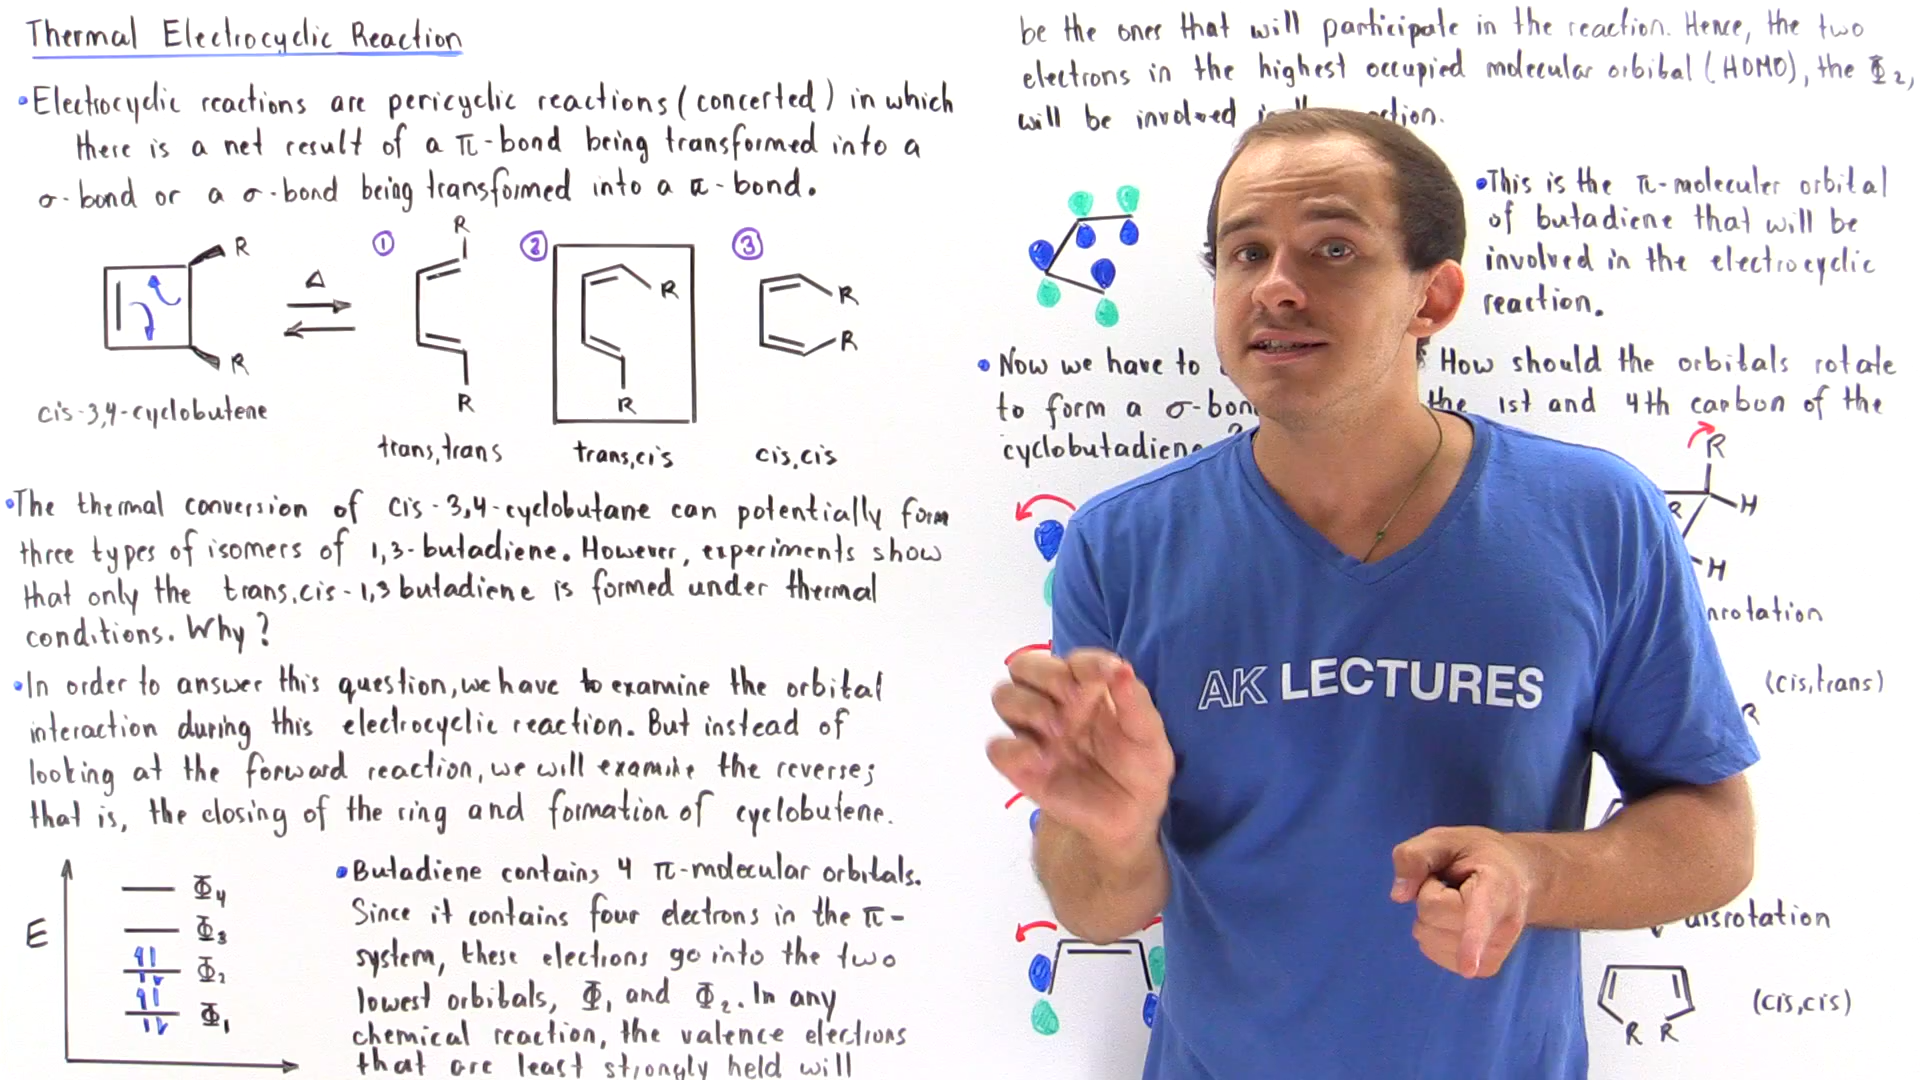 Thermal Electrocyclic Reaction
•Electrocyclic reactions are pericyclic reactions (concerted) in which
there is a net result of a π-bond being transformed into a
σ-bond or a σ-bond being transformed into a π-bond.
R
R
cis-3,4-cyclobutene
Δ
①
R
R
trans,trans
②
R
R
trans,cis
③
R
R
cis,cis
•The thermal conversion of cis-3,4-cyclobutane can potentially form
three types of isomers of 1,3-butadiene. However, experiments show
that only the trans,cis-1,3 butadiene is formed under thermal
conditions. Why?
•In order to answer this question, we have to examine the orbital
interaction during this electrocyclic reaction. But instead of
looking at the forward reaction, we will examine the reverse;
that is, the closing of the ring and formation of cyclobutene.
E
Φ4
Φ3
Φ2
Φ1
•Butadiene contains 4 π-molecular orbitals.
Since it contains four electrons in the π-
system, these electrons go into the two
lowest orbitals, Φ1 and Φ2. In any
chemical reaction, the valence electrons
that are least strongly held will
be the ones that will participate in the reaction. Hence, the two
electrons in the highest occupied molecular orbibal (HOMO), the Φ2,
will be involved
•This is the π-moleculer orbital
of butadiene that will be
involved in the electrocyclic
reaction.
•Now we have to How should the orbitals rotate
to form a σ-bon the 1st and 4th carbon of the
cyclobutadiene?
R
R
H
H
nrotation
(cis,trans)
R
AK LECTURES
disrotation
(cis,cis)
R R